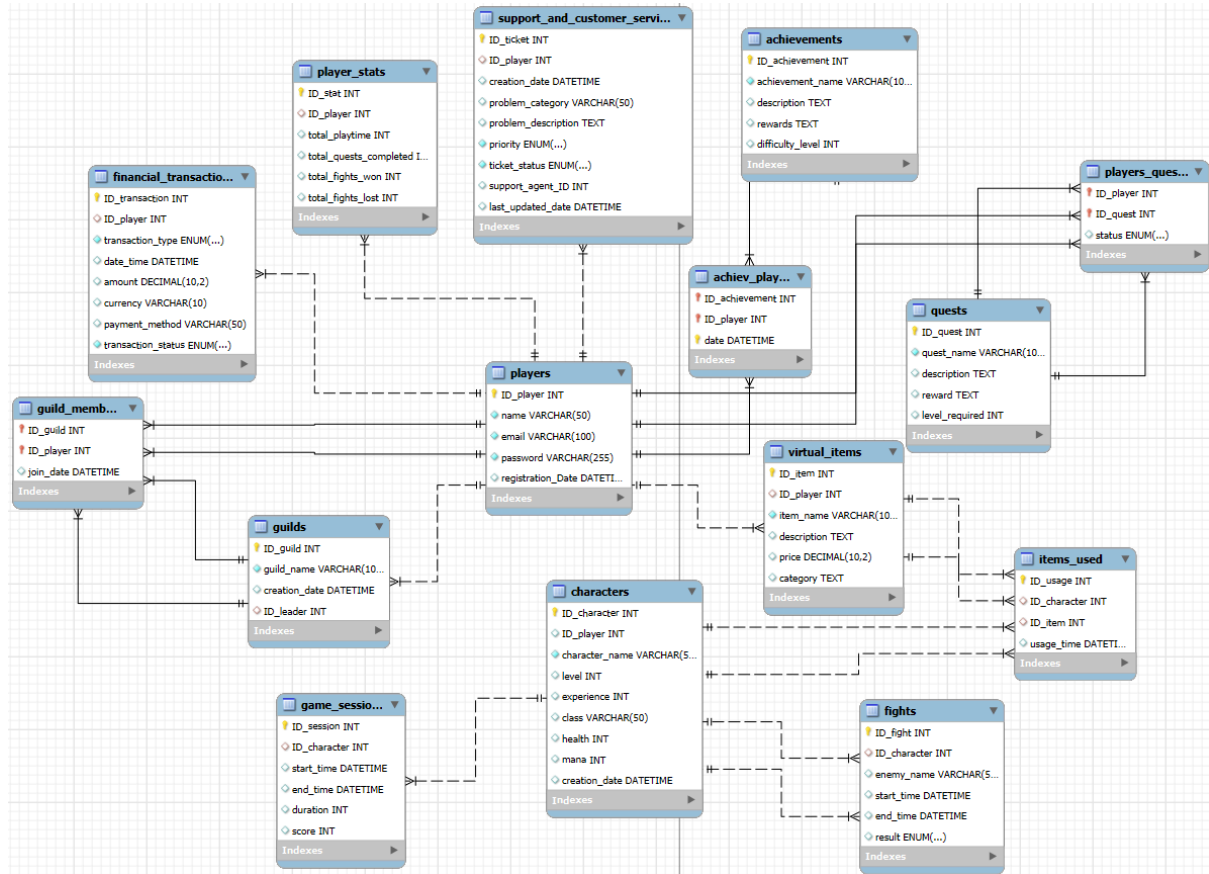 support_and_customer_servi...
ID_ticket INT
ID_player INT
creation_date DATETIME
problem_category VARCHAR(50)
problem_description TEXT
priority ENUM(...)
ticket_status ENUM(...)
support_agent_ID INT
last_updated_date DATETIME
Indexes
achievements
ID_achievement INT
achievement_name VARCHAR(10...
description TEXT
rewards TEXT
difficulty_level INT
Indexes
player_stats
ID_stat INT
ID_player INT
total_playtime INT
total_quests_completed I...
total_fights_won INT
total_fights_lost INT
Indexes
financial_transactio...
ID_transaction INT
ID_player INT
transaction_type ENUM(...)
date_time DATETIME
amount DECIMAL(10,2)
currency VARCHAR(10)
payment_method VARCHAR(50)
transaction_status ENUM(...)
Indexes
players_ques...
ID_player INT
ID_quest INT
status ENUM(...)
Indexes
achiev_play...
ID_achievement INT
ID_player INT
date DATETIME
Indexes
quests
ID_quest INT
quest_name VARCHAR(10...
description TEXT
reward TEXT
level_required INT
Indexes
players
ID_player INT
name VARCHAR(50)
email VARCHAR(100)
password VARCHAR(255)
registration_Date DATETI...
Indexes
guild_memb...
ID_guild INT
ID_player INT
join_date DATETIME
Indexes
virtual_items
ID_item INT
ID_player INT
item_name VARCHAR(10...
description TEXT
price DECIMAL(10,2)
category TEXT
Indexes
guilds
ID_guild INT
guild_name VARCHAR(10...
creation_date DATETIME
ID_leader INT
Indexes
items_used
ID_usage INT
ID_character INT
ID_item INT
usage_time DATETI...
Indexes
characters
ID_character INT
ID_player INT
character_name VARCHAR(5...
level INT
experience INT
class VARCHAR(50)
health INT
mana INT
creation_date DATETIME
Indexes
game_sessio...
ID_session INT
ID_character INT
start_time DATETIME
end_time DATETIME
duration INT
score INT
Indexes
fights
ID_fight INT
ID_character INT
enemy_name VARCHAR(5...
start_time DATETIME
end_time DATETIME
result ENUM(...)
Indexes